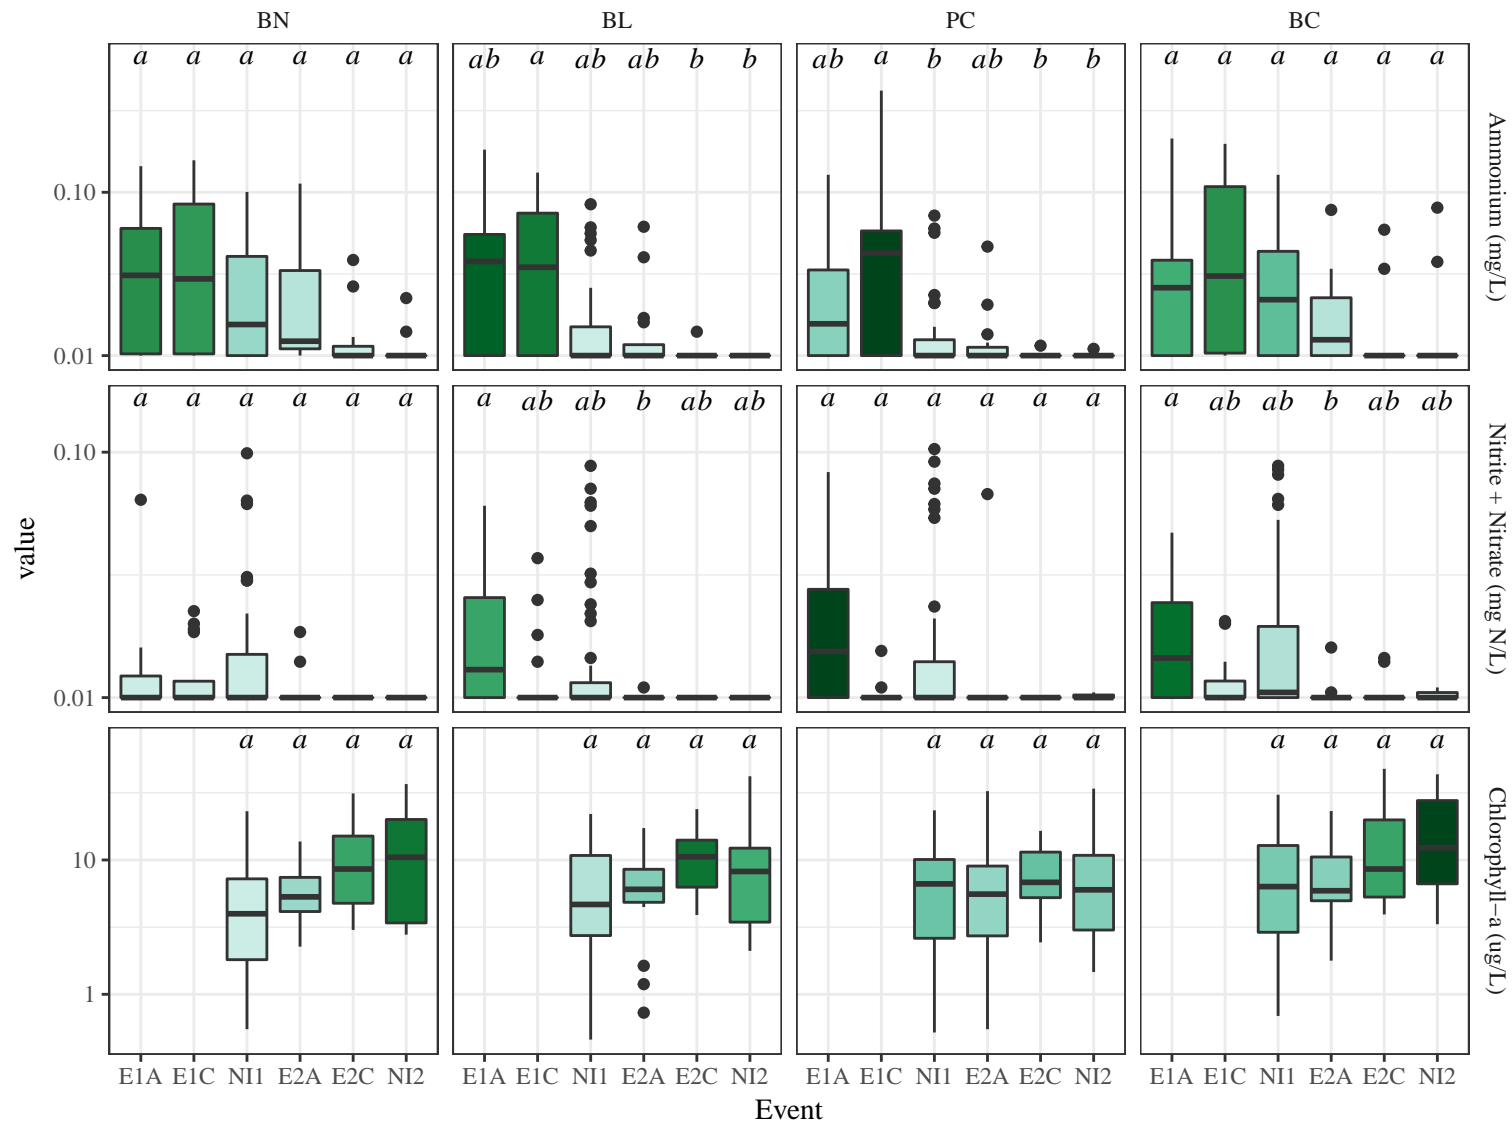 BN BL PC BC
a a a a a a ab a ab ab b b ab a b ab b b a a a a a a
0.10
0.01
Ammonium (mg/L)
a a a a a a a ab ab b ab ab a a a a a a a ab ab b ab ab
0.10
0.01
Nitrite + Nitrate (mg N/L)
value
a a a a a a a a a a a a a a a a
10
1
Chlorophyll−a (ug/L)
E1A E1C NI1 E2A E2C NI2 E1A E1C NI1 E2A E2C NI2 E1A E1C NI1 E2A E2C NI2 E1A E1C NI1 E2A E2C NI2
Event